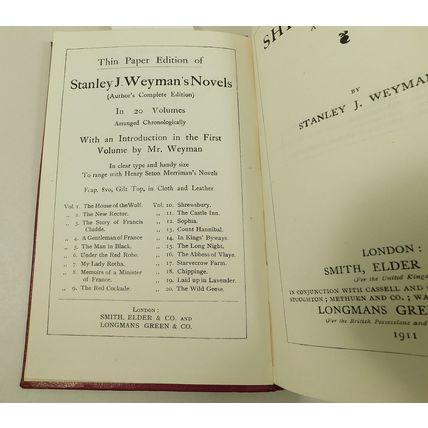 Thin Paper Edition of
Stanley J. Weyman's Novels
(Author's Complete Edition)
In 20 Volumes
Arranged Chronologically
With an Introduction in the First
Volume by Mr. Weyman
In clear type and handy size
To range with Henry Seton Merriman's Novels
Fcap. 8vo, Gilt Top, in Cloth and Leather
Vol. 1. The House of the Wolf.
„ 2. The New Rector.
„ 3. The Story of Francis
Cludde.
„ 4. A Gentleman of France
„ 5. The Man in Black.
„ 6. Under the Red Robe.
„ 7. My Lady Rotha.
„ 8. Memoirs of a Minister
of France.
„ 9. The Red Cockade.
Vol. 10. Shrewsbury.
„ 11. The Castle Inn.
„ 12. Sophia.
„ 13. Count Hannibal.
„ 14. In Kings' Byways.
„ 15. The Long Night.
„ 16. The Abbess of Vlaye.
„ 17. Starvecrow Farm.
„ 18. Chippinge.
„ 19. Laid up in Lavender.
„ 20. The Wild Geese.
LONDON:
SMITH, ELDER & CO. AND
LONGMANS GREEN & CO.
BY
STANLEY J. WEYMAN
LONDON:
SMITH, ELDER
(For the United
IN CONJUNCTION WITH CASSELL AND
STOUGHTON; METHUEN AND CO.;
LONGMANS GREEN
(For the British Possessions and
1911